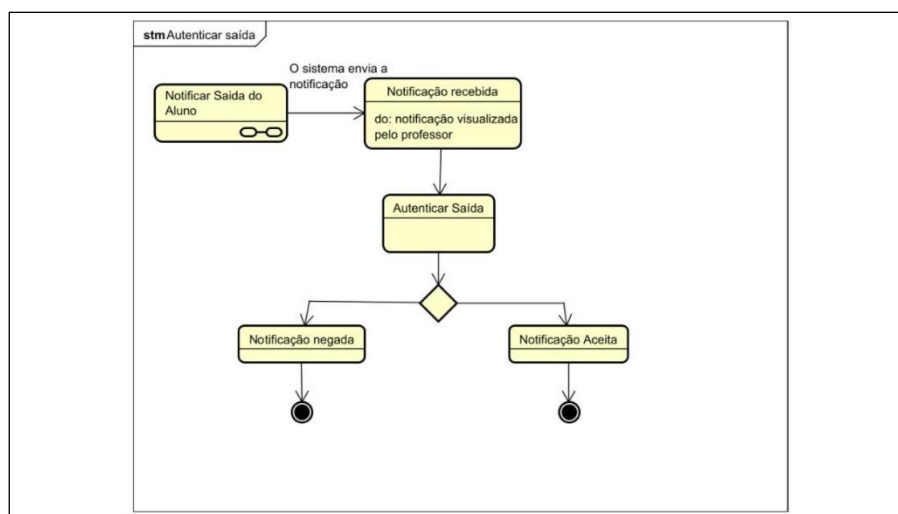 stm Autenticar saída
O sistema envia a
notificação
Notificar Saida do
Aluno
Notificação recebida
do: notificação visualizada
pelo professor
Autenticar Saída
Notificação negada
Notificação Aceita